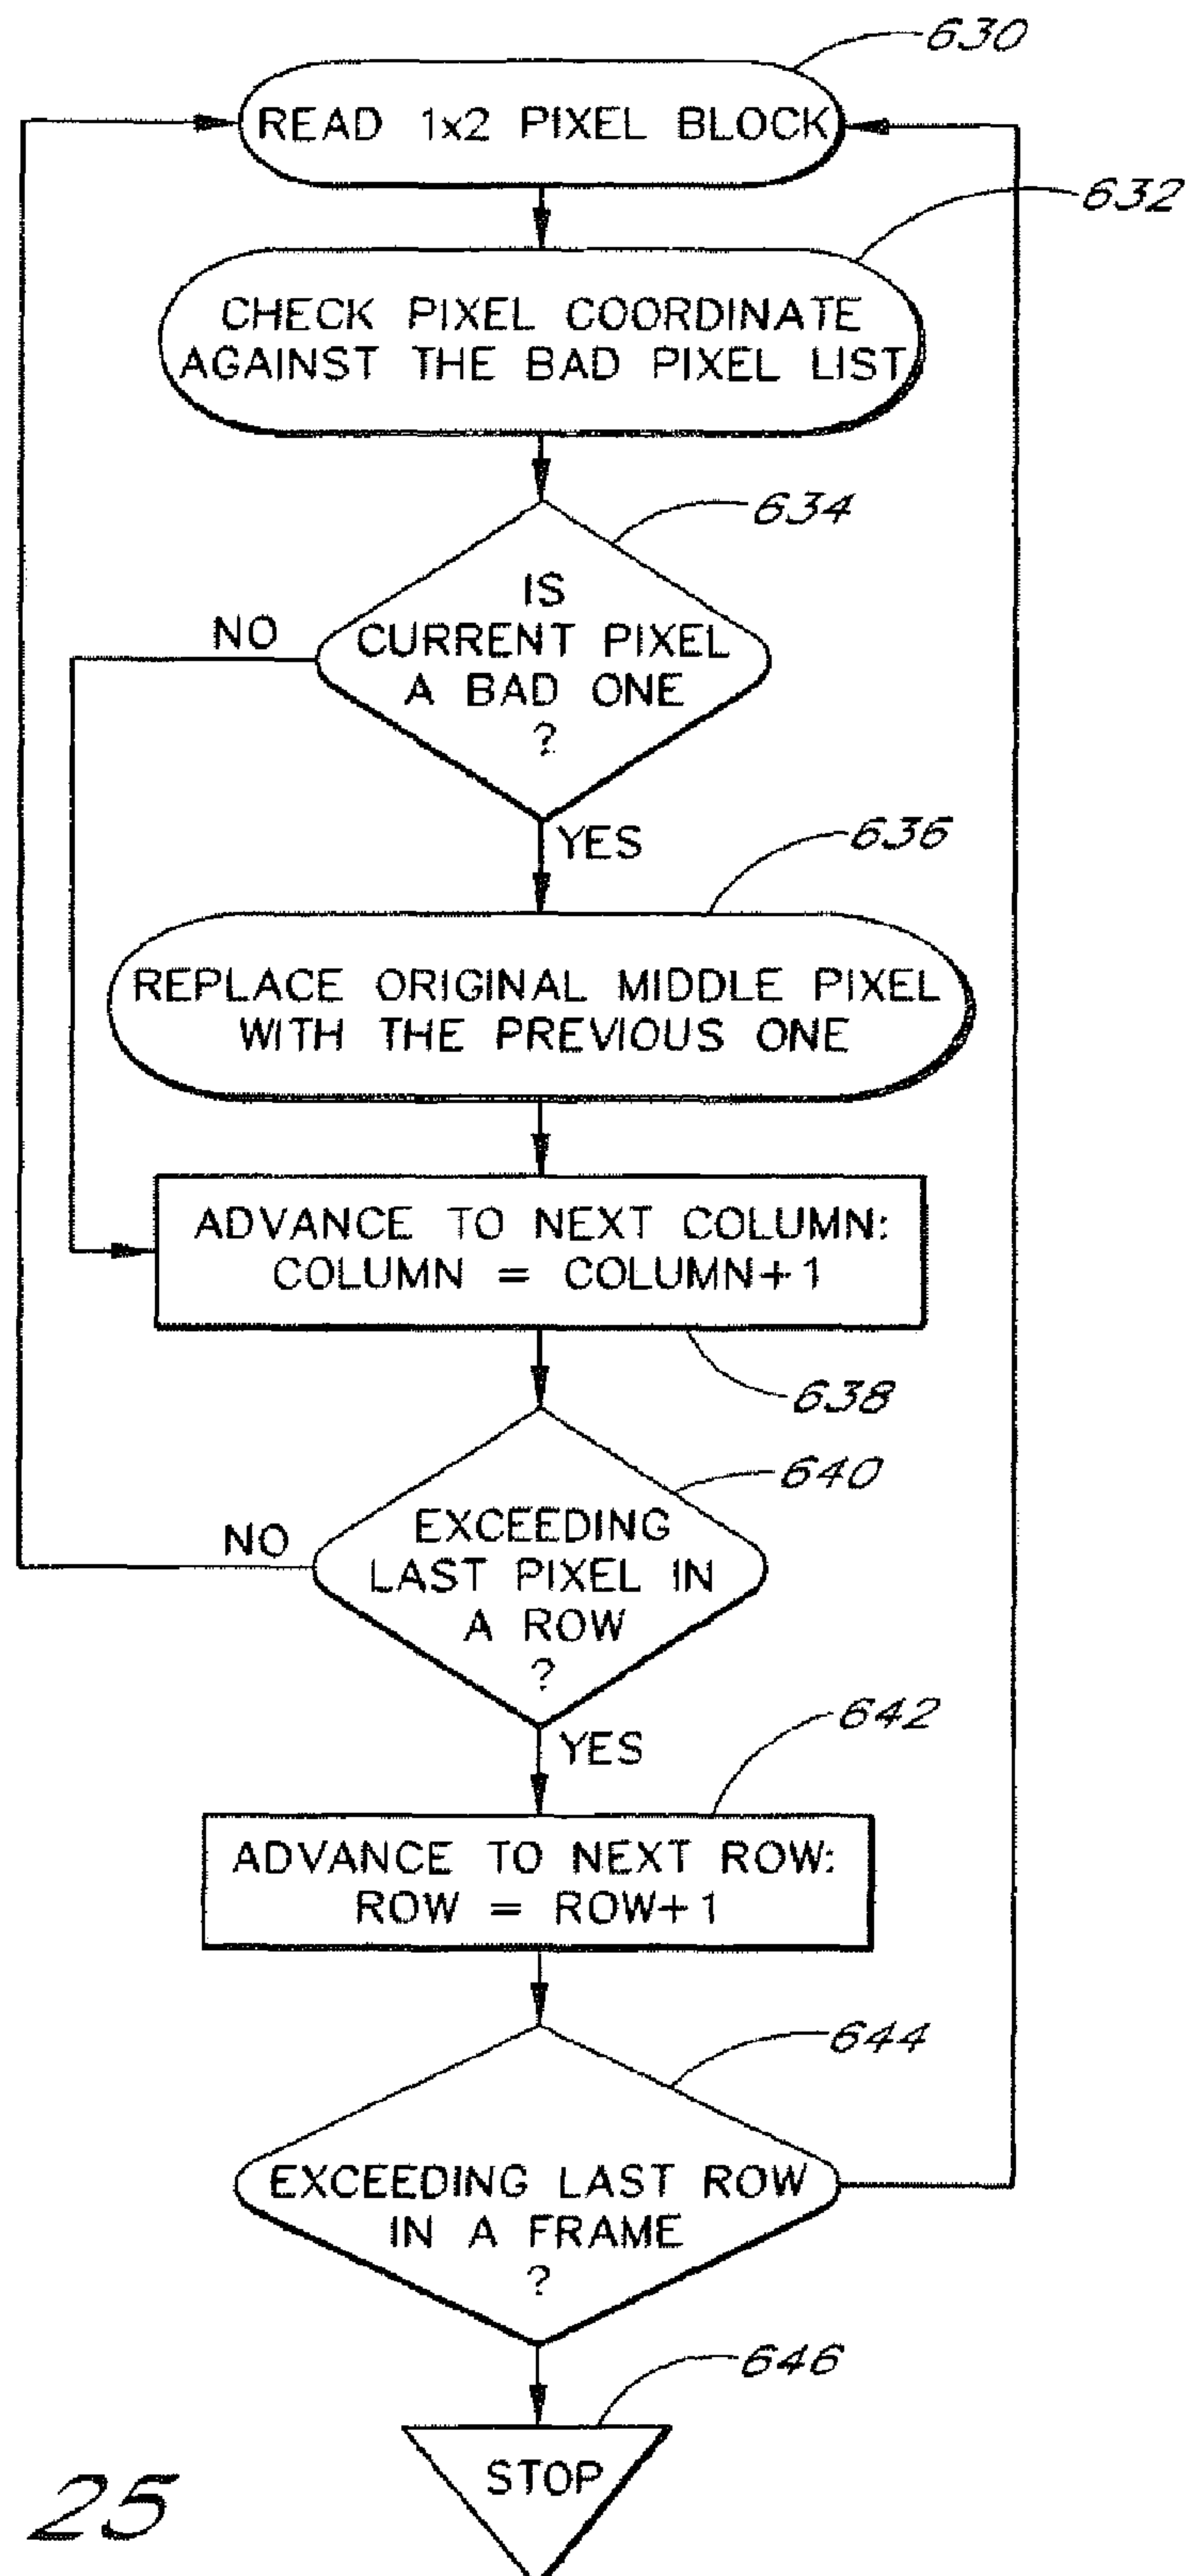 630
READ 1x2 PIXEL BLOCK
632
CHECK PIXEL COORDINATE
AGAINST THE BAD PIXEL LIST
634
IS
CURRENT PIXEL
A BAD ONE
?
NO
YES
636
REPLACE ORIGINAL MIDDLE PIXEL
WITH THE PREVIOUS ONE
ADVANCE TO NEXT COLUMN:
COLUMN = COLUMN+1
638
640
EXCEEDING
LAST PIXEL IN
A ROW
?
NO
YES
642
ADVANCE TO NEXT ROW:
ROW = ROW+1
644
EXCEEDING LAST ROW
IN A FRAME
?
646
STOP
25